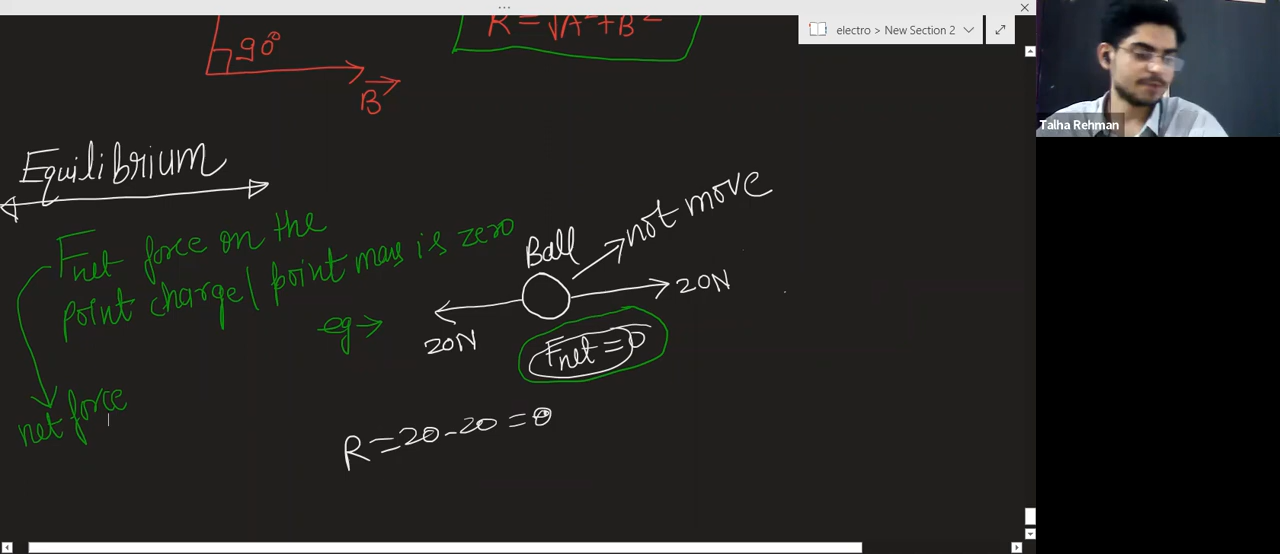 R = √A²+B²
electro > New Section 2
90°
B
Talha Rehman
Equilibrium
Fnet force on the
point charge/point mass is zero
eg →
Ball
not move
20N
20N
Fnet = 0
net force
R = 20-20 = 0